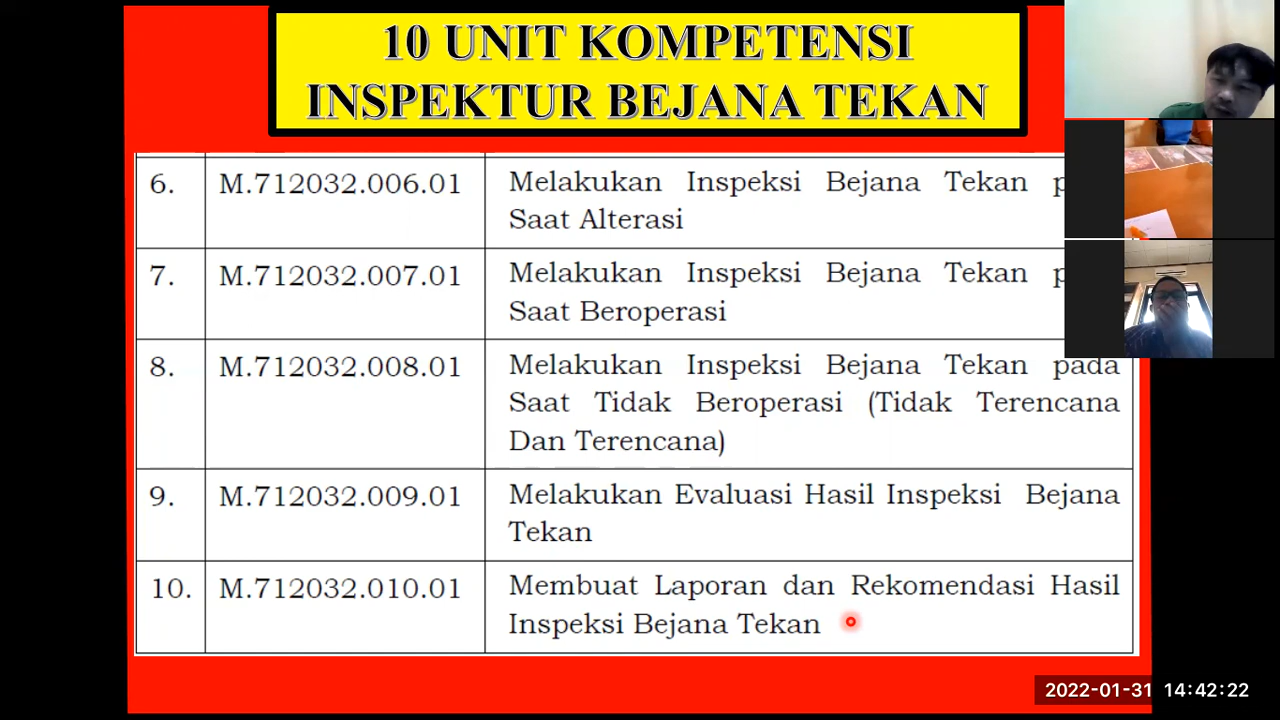 10 UNIT KOMPETENSI
INSPEKTUR BEJANA TEKAN
6. M.712032.006.01 Melakukan Inspeksi Bejana Tekan
Saat Alterasi
7. M.712032.007.01 Melakukan Inspeksi Bejana Tekan
Saat Beroperasi
8. M.712032.008.01 Melakukan Inspeksi Bejana Tekan pada
Saat Tidak Beroperasi (Tidak Terencana
Dan Terencana)
9. M.712032.009.01 Melakukan Evaluasi Hasil Inspeksi Bejana
Tekan
10. M.712032.010.01 Membuat Laporan dan Rekomendasi Hasil
Inspeksi Bejana Tekan
2022-01-31 14:42:22